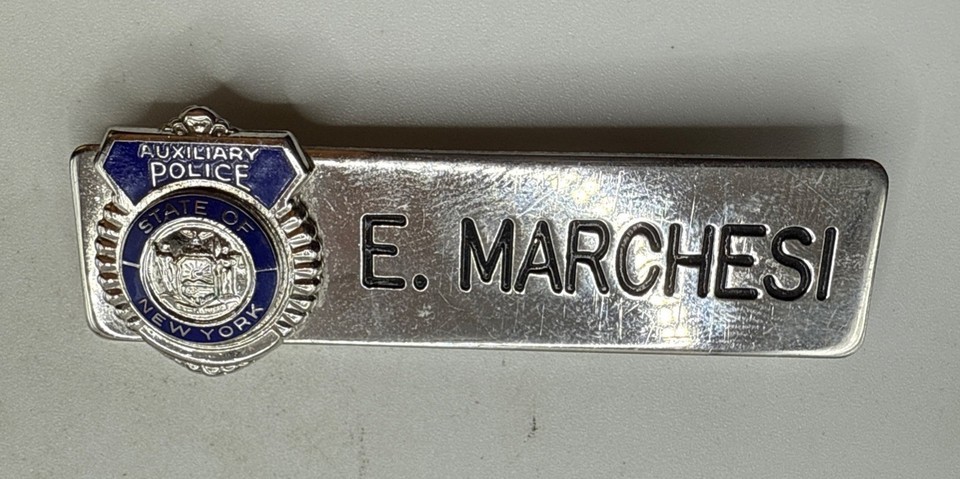 AUXILIARY
POLICE
STATE OF
NEW YORK
E. MARCHESI